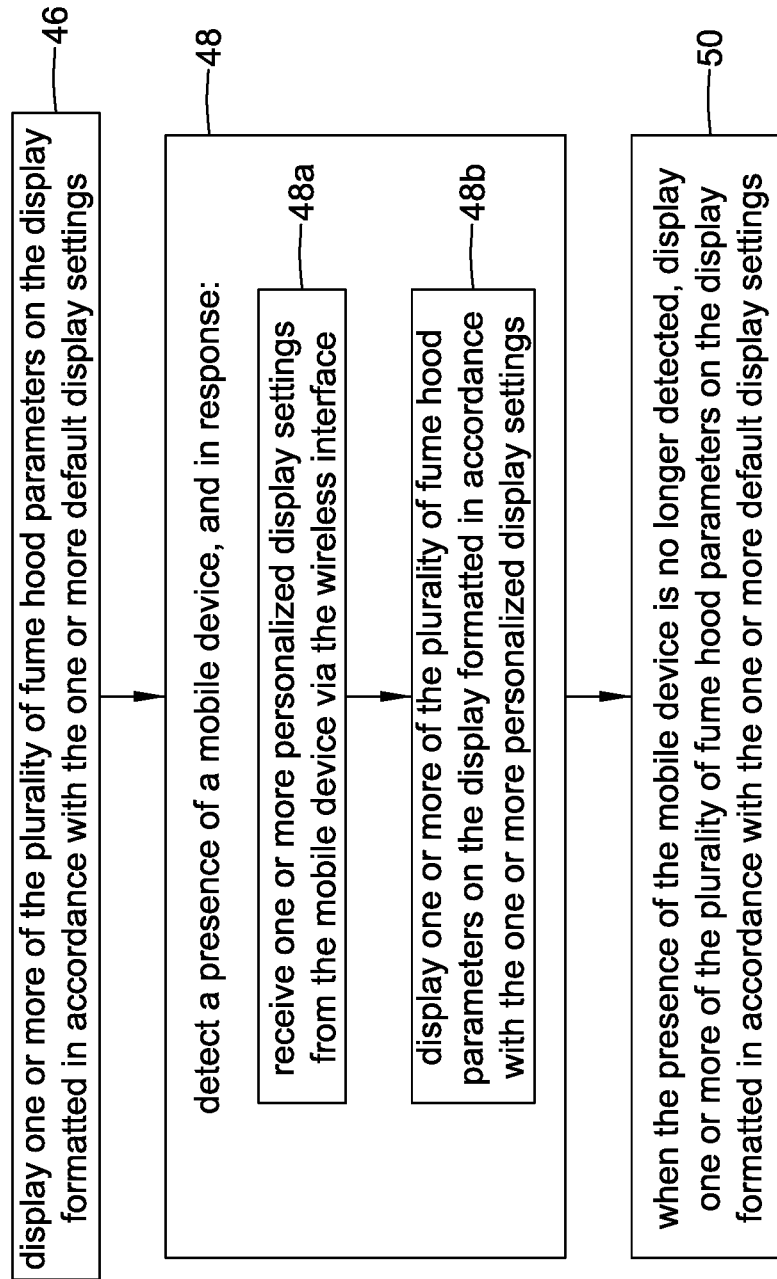 display one or more of the plurality of fume hood parameters on the display
formatted in accordance with the one or more default display settings
46
48
detect a presence of a mobile device, and in response:
48a
receive one or more personalized display settings
from the mobile device via the wireless interface
48b
display one or more of the plurality of fume hood
parameters on the display formatted in accordance
with the one or more personalized display settings
50
when the presence of the mobile device is no longer detected, display
one or more of the plurality of fume hood parameters on the display
formatted in accordance with the one or more default display settings